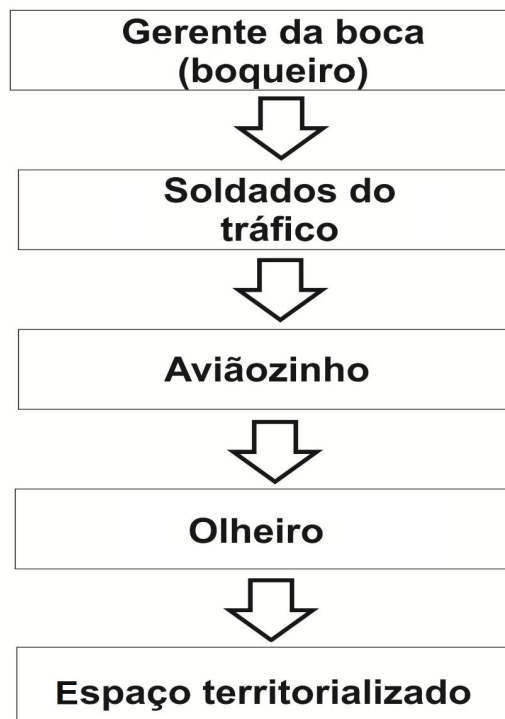 Gerente da boca
(boqueiro)
Soldados do
tráfico
Aviãozinho
Olheiro
Espaço territorializado